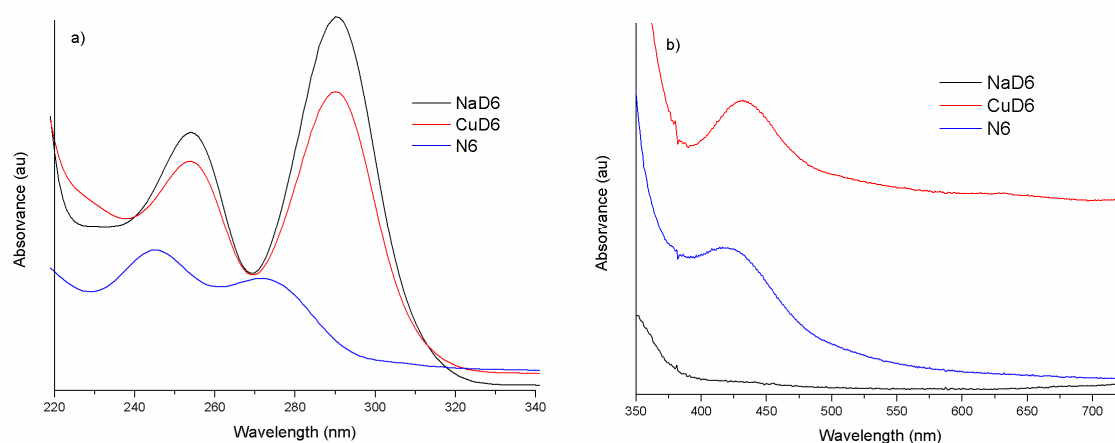 a)
NaD6
CuD6
N6
Absorvance (au)
220 240 260 280 300 320 340
Wavelength (nm)
b)
NaD6
CuD6
N6
Absorvance (au)
350 400 450 500 550 600 650 700
Wavelength (nm)